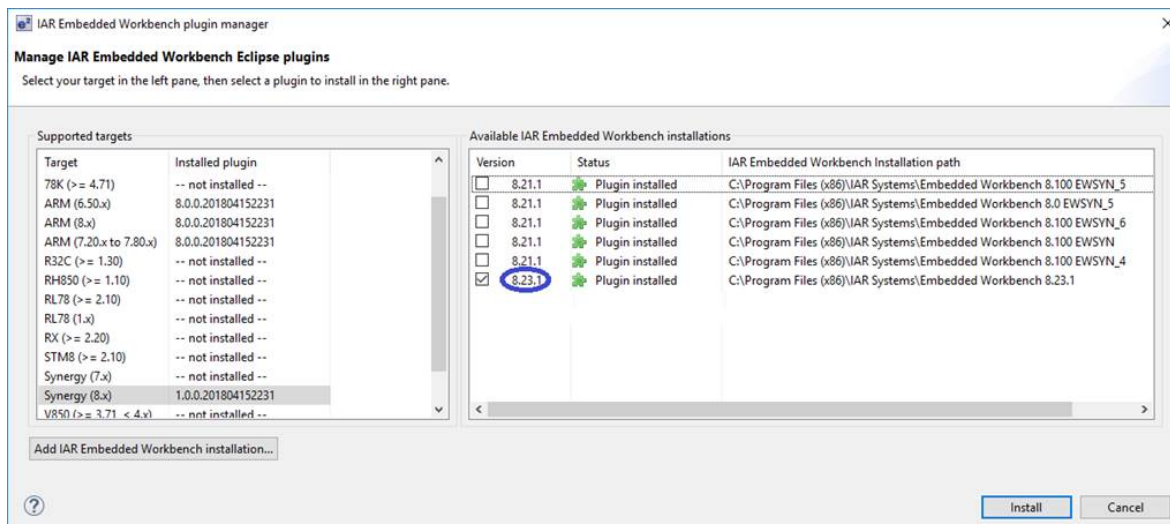 e² IAR Embedded Workbench plugin manager
Manage IAR Embedded Workbench Eclipse plugins
Select your target in the left pane, then select a plugin to install in the right pane.
Supported targets
Target Installed plugin
78K (>= 4.71) -- not installed --
ARM (6.50.x) 8.0.0.201804152231
ARM (8.x) 8.0.0.201804152231
ARM (7.20.x to 7.80.x) 8.0.0.201804152231
R32C (>= 1.30) -- not installed --
RH850 (>= 1.10) -- not installed --
RL78 (>= 2.10) -- not installed --
RL78 (1.x) -- not installed --
RX (>= 2.20) -- not installed --
STM8 (>= 2.10) -- not installed --
Synergy (7.x) -- not installed --
Synergy (8.x) 1.0.0.201804152231
V850 (>= 3.71 < 4.x) -- not installed --
Available IAR Embedded Workbench installations
Version Status IAR Embedded Workbench Installation path
8.21.1 Plugin installed C:\Program Files (x86)\IAR Systems\Embedded Workbench 8.100 EWSYN_5
8.21.1 Plugin installed C:\Program Files (x86)\IAR Systems\Embedded Workbench 8.0 EWSYN_5
8.21.1 Plugin installed C:\Program Files (x86)\IAR Systems\Embedded Workbench 8.100 EWSYN_6
8.21.1 Plugin installed C:\Program Files (x86)\IAR Systems\Embedded Workbench 8.100 EWSYN
8.21.1 Plugin installed C:\Program Files (x86)\IAR Systems\Embedded Workbench 8.100 EWSYN_4
8.23.1 Plugin installed C:\Program Files (x86)\IAR Systems\Embedded Workbench 8.23.1
Add IAR Embedded Workbench installation...
?
Install Cancel